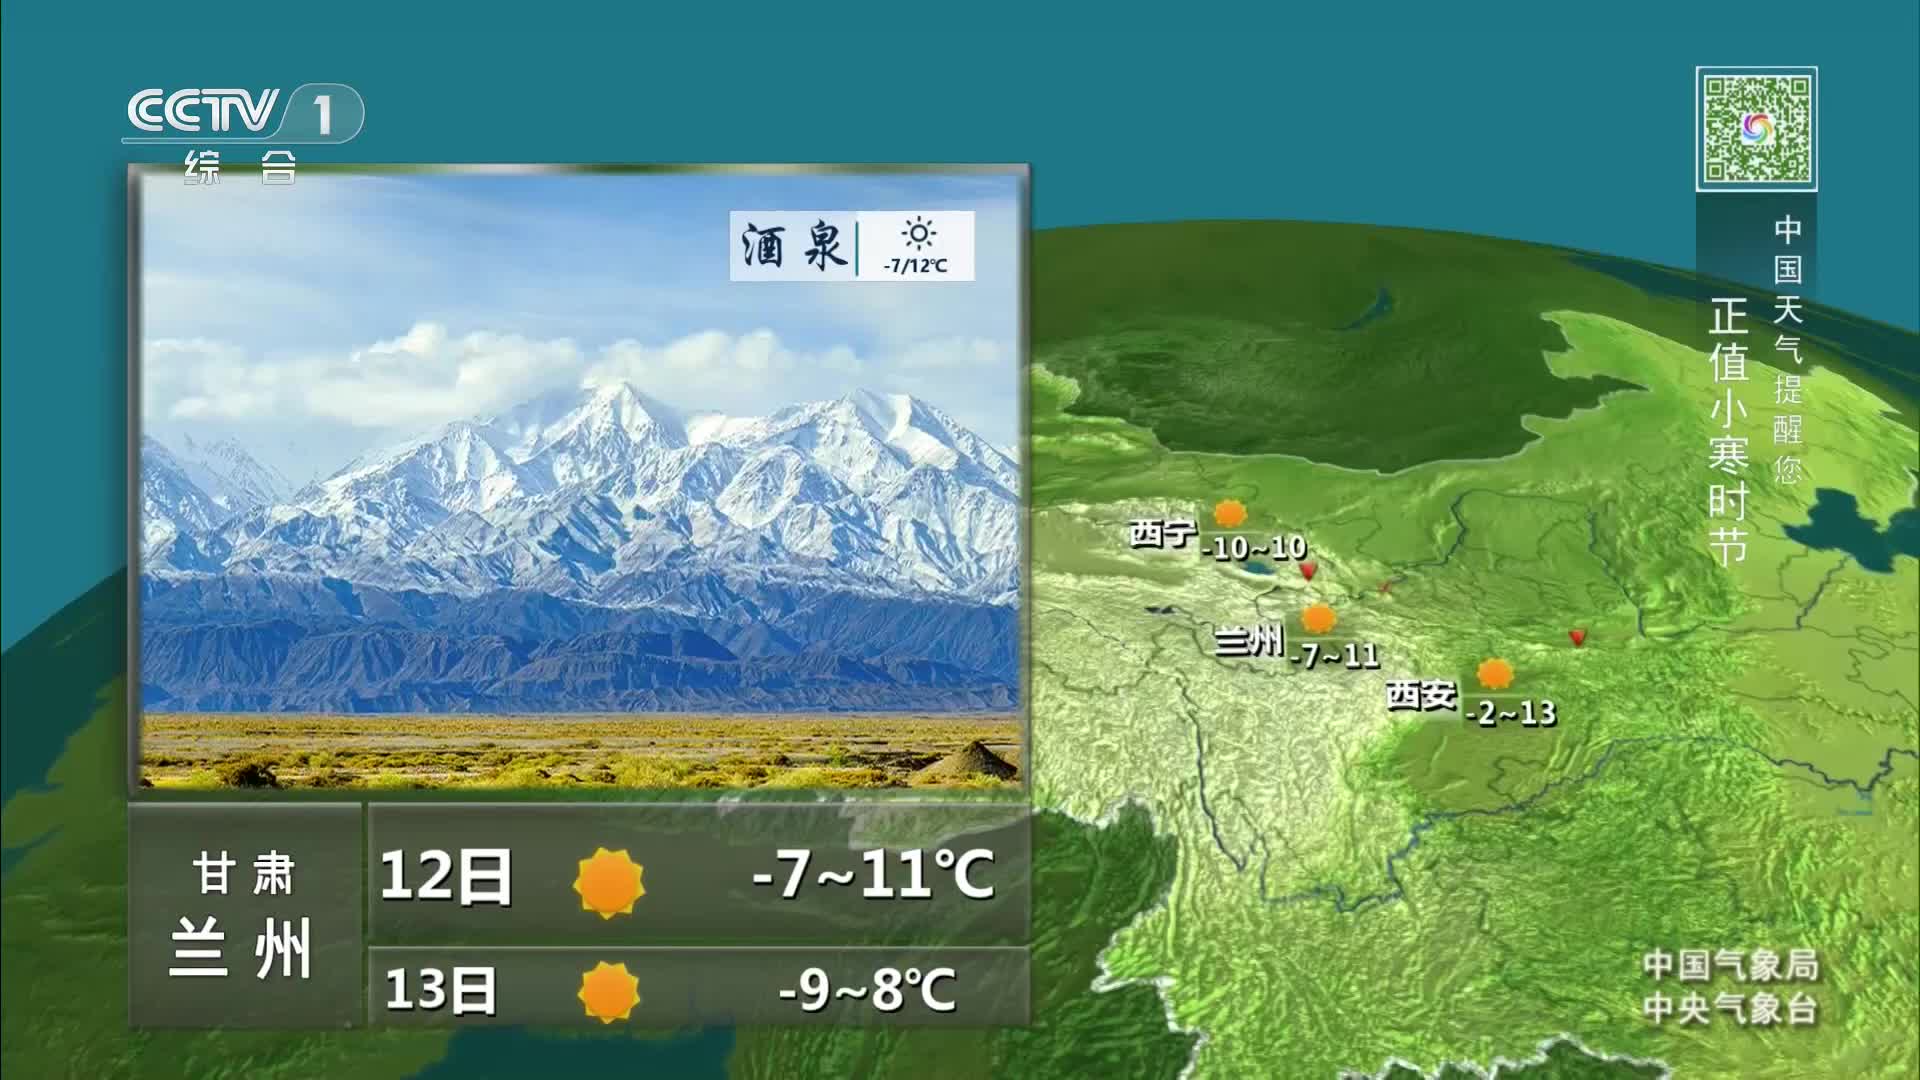 CCTV 1
综合
酒泉
-7/12℃
中国天气提醒您
正值小寒时节
西宁 -10~10
兰州 -7~11
西安 -2~13
甘肃
兰州
12日 -7~11℃
13日 -9~8℃
中国气象局
中央气象台